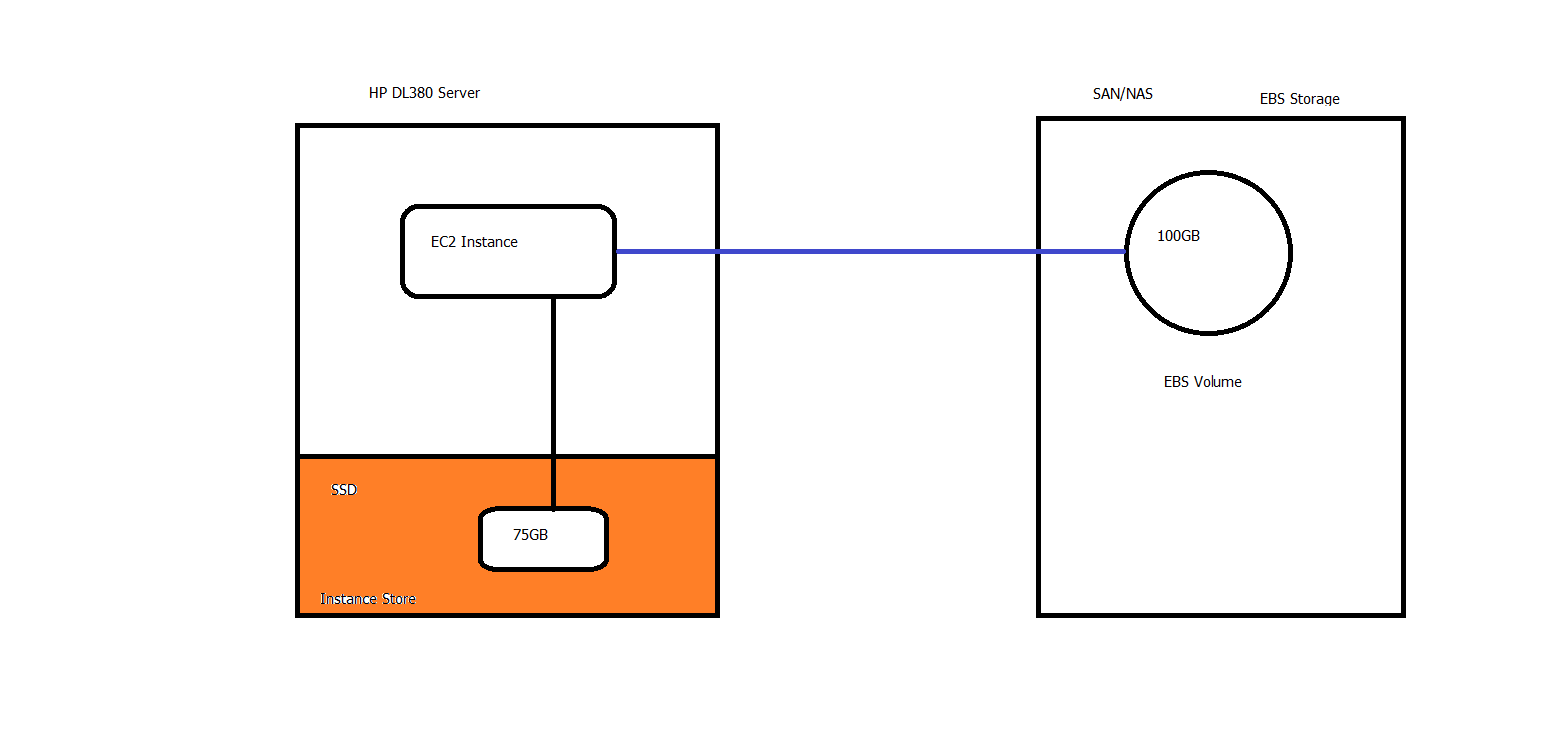 HP DL380 Server
SAN/NAS
EBS Storage
EC2 Instance
100GB
EBS Volume
SSD
75GB
Instance Store